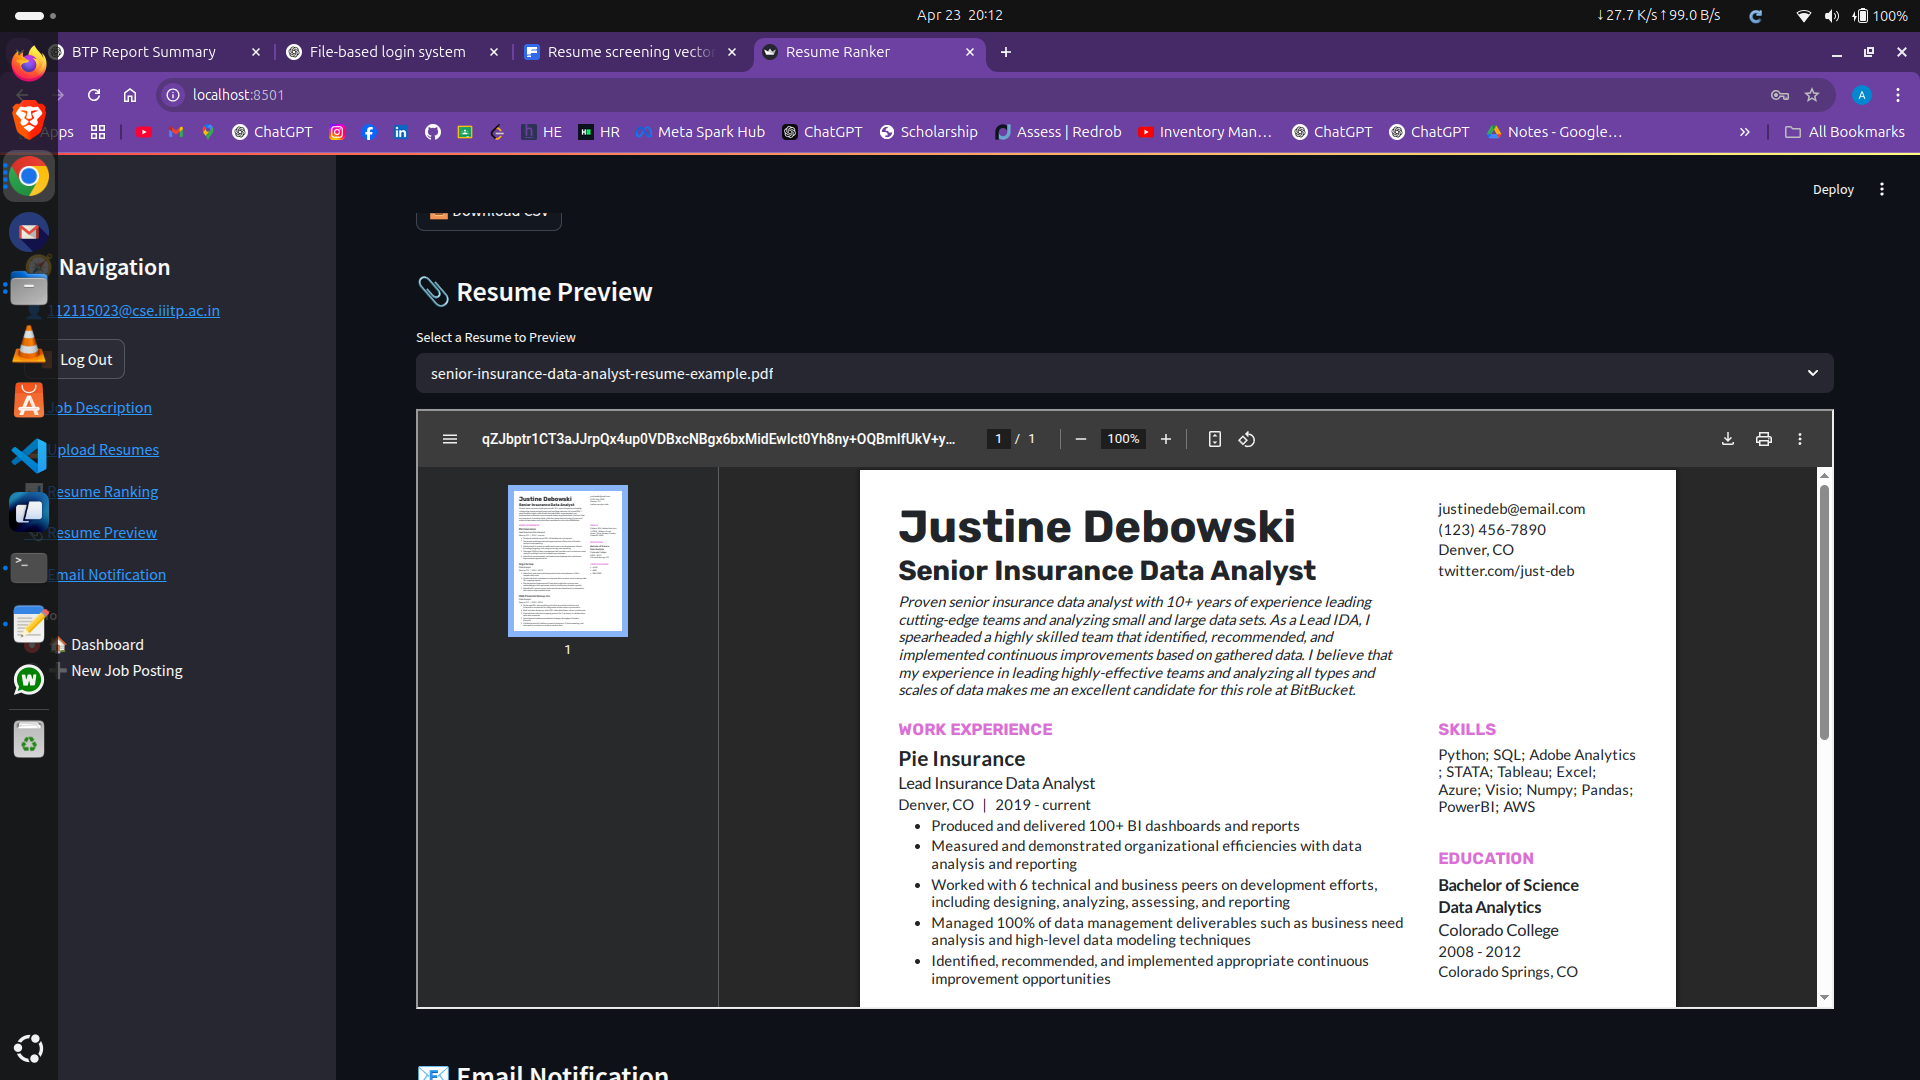 Apr 23 20:12
↓27.7 K/s↑99.0 B/s
100%
BTP Report Summary
File-based login system
Resume screening vecto
Resume Ranker
localhost:8501
A
Apps
ChatGPT
HE
HR
Meta Spark Hub
ChatGPT
Scholarship
Assess | Redrob
Inventory Man...
ChatGPT
ChatGPT
Notes - Google...
All Bookmarks
Deploy
Download CSV
Navigation
112115023@cse.iiitp.ac.in
Log Out
Job Description
Upload Resumes
Resume Ranking
Resume Preview
Email Notification
Dashboard
New Job Posting
Resume Preview
Select a Resume to Preview
senior-insurance-data-analyst-resume-example.pdf
1 / 1
100%
1
Justine Debowski
Senior Insurance Data Analyst
Proven senior insurance data analyst with 10+ years of experience leading
cutting-edge teams and analyzing small and large data sets. As a Lead IDA, I
spearheaded a highly skilled team that identified, recommended, and
implemented continuous improvements based on gathered data. I believe that
my experience in leading highly-effective teams and analyzing all types and
scales of data makes me an excellent candidate for this role at BitBucket.
justinedeb@email.com
(123) 456-7890
Denver, CO
twitter.com/just-deb
WORK EXPERIENCE
Pie Insurance
Lead Insurance Data Analyst
Denver, CO | 2019 - current
• Produced and delivered 100+ BI dashboards and reports
• Measured and demonstrated organizational efficiencies with data
analysis and reporting
• Worked with 6 technical and business peers on development efforts,
including designing, analyzing, assessing, and reporting
• Managed 100% of data management deliverables such as business need
analysis and high-level data modeling techniques
• Identified, recommended, and implemented appropriate continuous
improvement opportunities
SKILLS
Python; SQL; Adobe Analytics
; STATA; Tableau; Excel;
Azure; Visio; Numpy; Pandas;
PowerBI; AWS
EDUCATION
Bachelor of Science
Data Analytics
Colorado College
2008 - 2012
Colorado Springs, CO
Email Notification